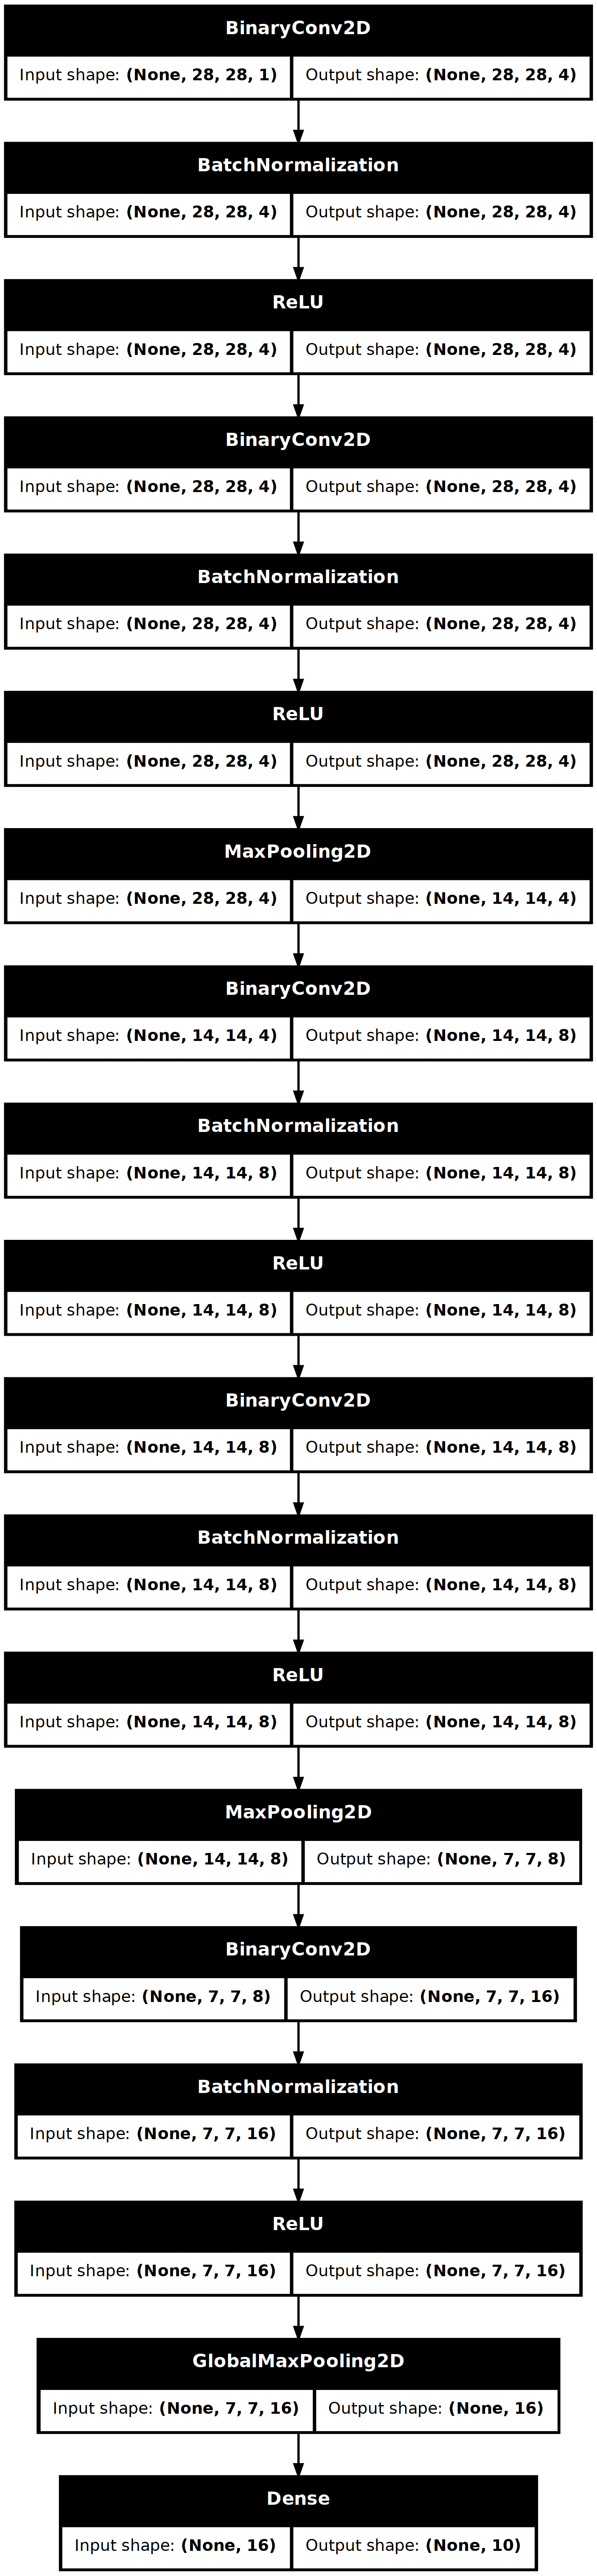 BinaryConv2D
Input shape: (None, 28, 28, 1) Output shape: (None, 28, 28, 4)
BatchNormalization
Input shape: (None, 28, 28, 4) Output shape: (None, 28, 28, 4)
ReLU
Input shape: (None, 28, 28, 4) Output shape: (None, 28, 28, 4)
BinaryConv2D
Input shape: (None, 28, 28, 4) Output shape: (None, 28, 28, 4)
BatchNormalization
Input shape: (None, 28, 28, 4) Output shape: (None, 28, 28, 4)
ReLU
Input shape: (None, 28, 28, 4) Output shape: (None, 28, 28, 4)
MaxPooling2D
Input shape: (None, 28, 28, 4) Output shape: (None, 14, 14, 4)
BinaryConv2D
Input shape: (None, 14, 14, 4) Output shape: (None, 14, 14, 8)
BatchNormalization
Input shape: (None, 14, 14, 8) Output shape: (None, 14, 14, 8)
ReLU
Input shape: (None, 14, 14, 8) Output shape: (None, 14, 14, 8)
BinaryConv2D
Input shape: (None, 14, 14, 8) Output shape: (None, 14, 14, 8)
BatchNormalization
Input shape: (None, 14, 14, 8) Output shape: (None, 14, 14, 8)
ReLU
Input shape: (None, 14, 14, 8) Output shape: (None, 14, 14, 8)
MaxPooling2D
Input shape: (None, 14, 14, 8) Output shape: (None, 7, 7, 8)
BinaryConv2D
Input shape: (None, 7, 7, 8) Output shape: (None, 7, 7, 16)
BatchNormalization
Input shape: (None, 7, 7, 16) Output shape: (None, 7, 7, 16)
ReLU
Input shape: (None, 7, 7, 16) Output shape: (None, 7, 7, 16)
GlobalMaxPooling2D
Input shape: (None, 7, 7, 16) Output shape: (None, 16)
Dense
Input shape: (None, 16) Output shape: (None, 10)